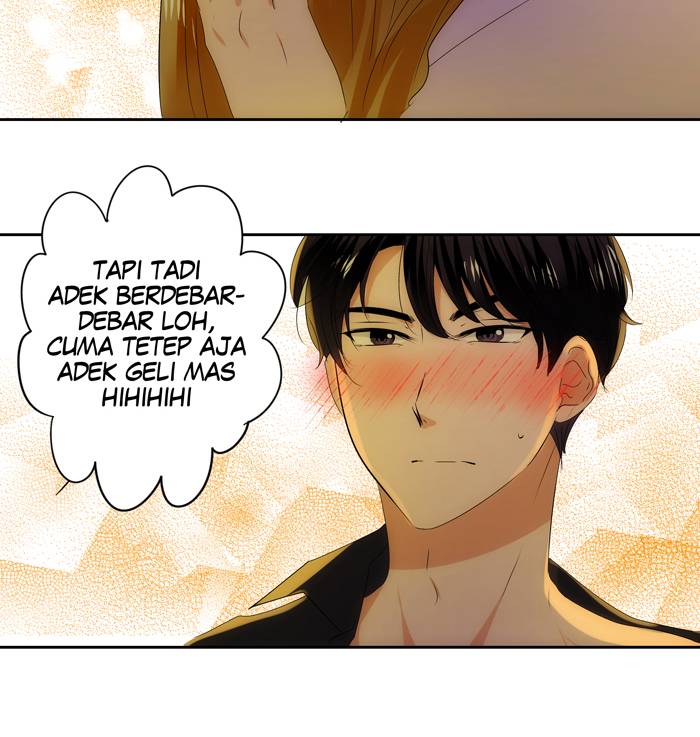 TAPI TADI
ADEK BERDEBAR-
DEBAR LOH,
CUMA TETEP AJA
ADEK GELI MAS
HIHIHIHI